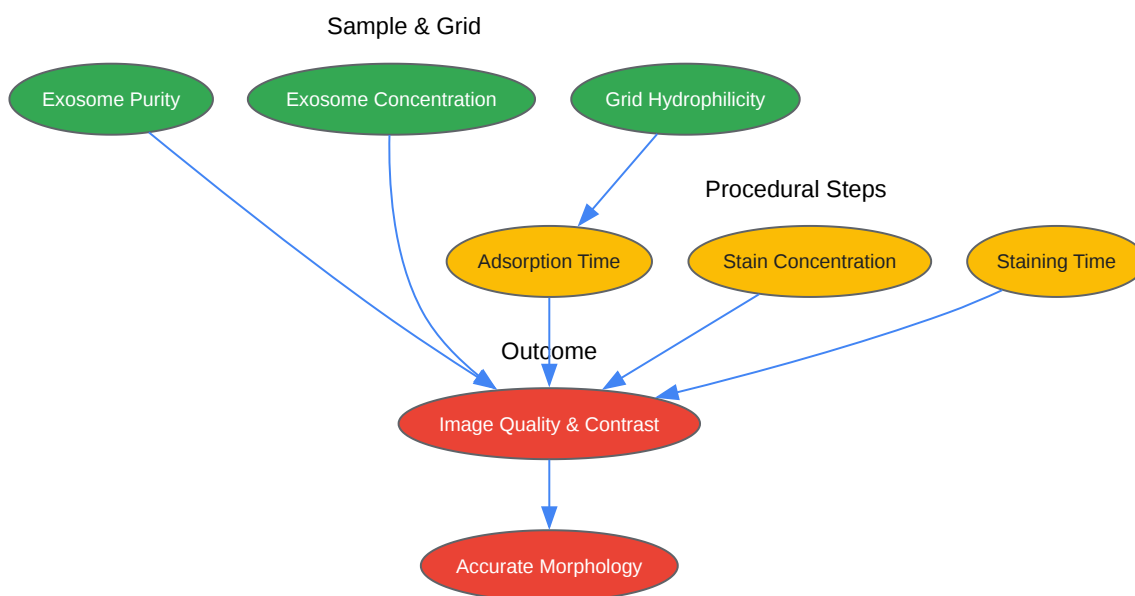 Sample & Grid
Exosome Purity
Exosome Concentration
Grid Hydrophilicity
Procedural Steps
Adsorption Time
Stain Concentration
Staining Time
Outcome
Image Quality & Contrast
Accurate Morphology